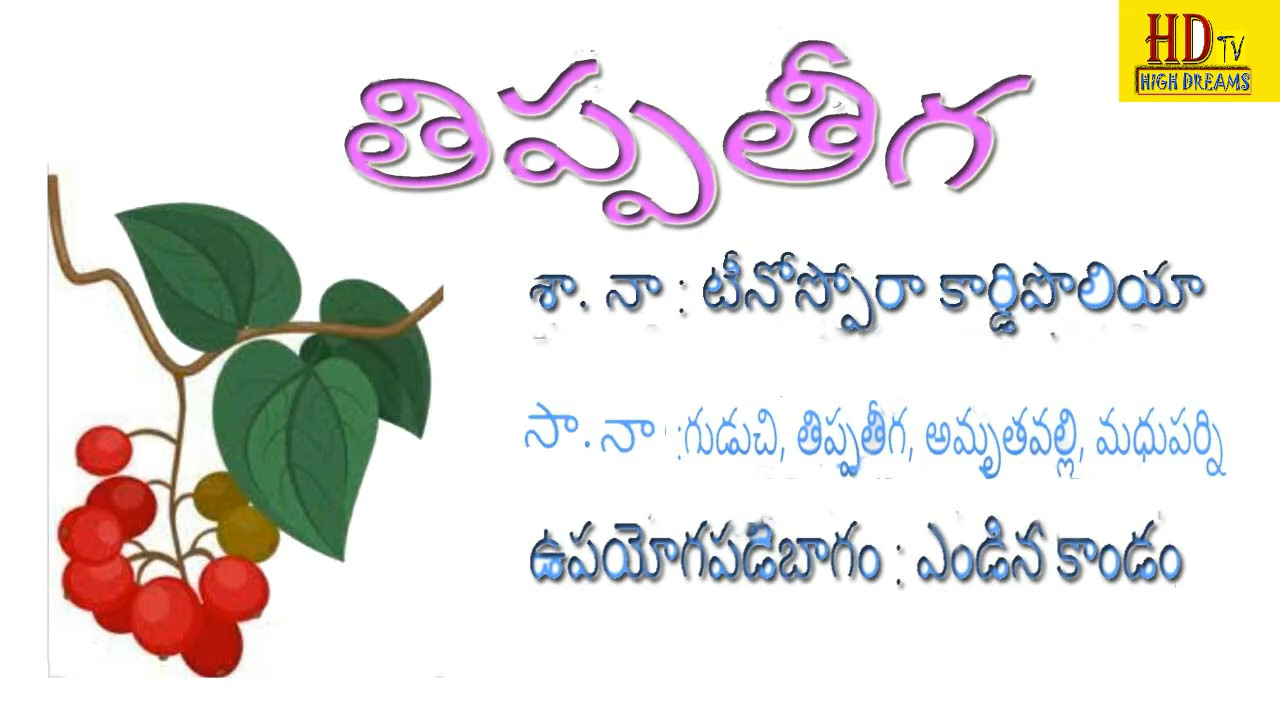 HD TV
HIGH DREAMS
తిప్పతీగ
శా. నా : టీనోస్పోరా కార్డిపొలియా
సా. నా :గుడుచి, తిప్పతీగ, అమృతవల్లి, మధుపర్ని
ఉపయోగపడేబాగం : ఎండిన కాండం